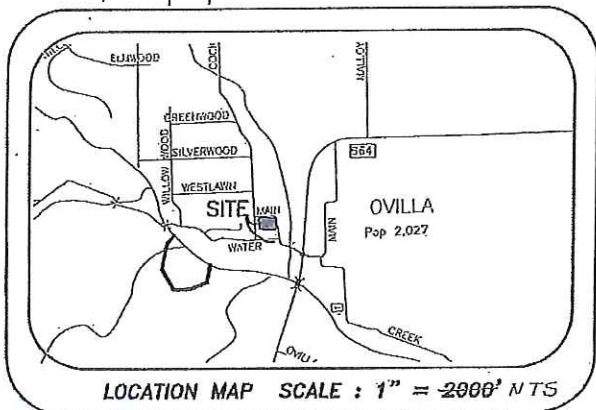 ELMWOOD
COCH
MALLOY
GREENWOOD
WILLOW WOOD
SILVERWOOD
664
WESTLAWN
SITE
MAIN
MAIN
OVILLA
Pop 2,027
WATER
CREEK
OVIL
LOCATION MAP SCALE : 1" = 2000' NTS